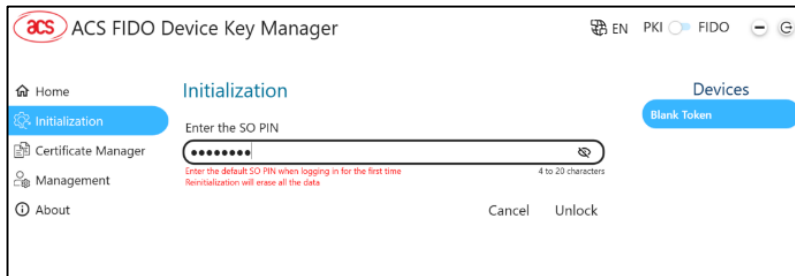 acs ACS FIDO Device Key Manager EN PKI FIDO
Home
Initialization
Certificate Manager
Management
About
Initialization
Enter the SO PIN
••••••••
Enter the default SO PIN when logging in for the first time
4 to 20 characters
Reinitialization will erase all the data
Cancel Unlock
Devices
Blank Token